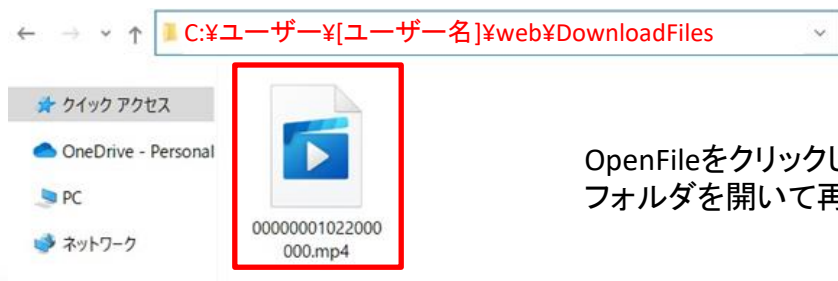 C:¥ユーザー¥[ユーザー名]¥web¥DownloadFiles
クイック アクセス
OneDrive - Personal
PC
ネットワーク
00000001022000
000.mp4
OpenFileをクリックし
フォルダを開いて再